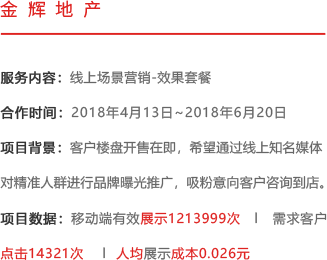 金辉地产
服务内容：线上场景营销-效果套餐
合作时间：2018年4月13日~2018年6月20日
项目背景：客户楼盘开售在即，希望通过线上知名媒体
对精准人群进行品牌曝光推广，吸粉意向客户咨询到店。
项目数据：移动端有效展示1213999次 | 需求客户
点击14321次 | 人均展示成本0.026元